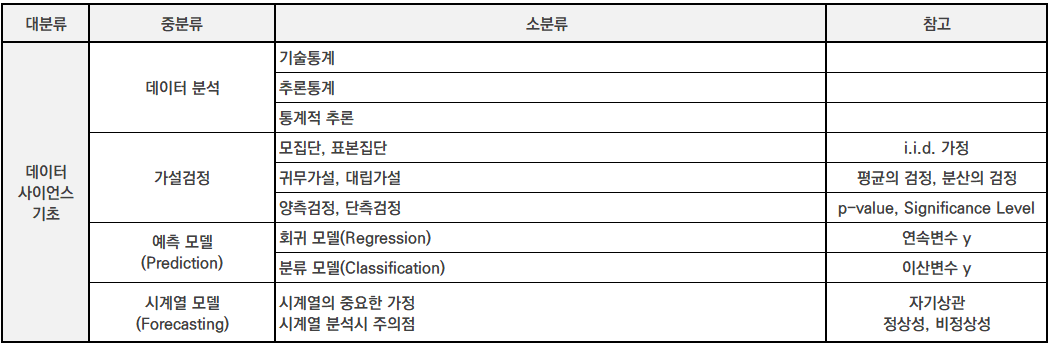 대분류 중분류 소분류 참고
데이터
사이언스
기초
데이터 분석
기술통계
추론통계
통계적 추론
가설검정
모집단, 표본집단 i.i.d. 가정
귀무가설, 대립가설 평균의 검정, 분산의 검정
양측검정, 단측검정 p-value, Significance Level
예측 모델
(Prediction)
회귀 모델(Regression) 연속변수 y
분류 모델(Classification) 이산변수 y
시계열 모델
(Forecasting)
시계열의 중요한 가정
시계열 분석시 주의점
자기상관
정상성, 비정상성